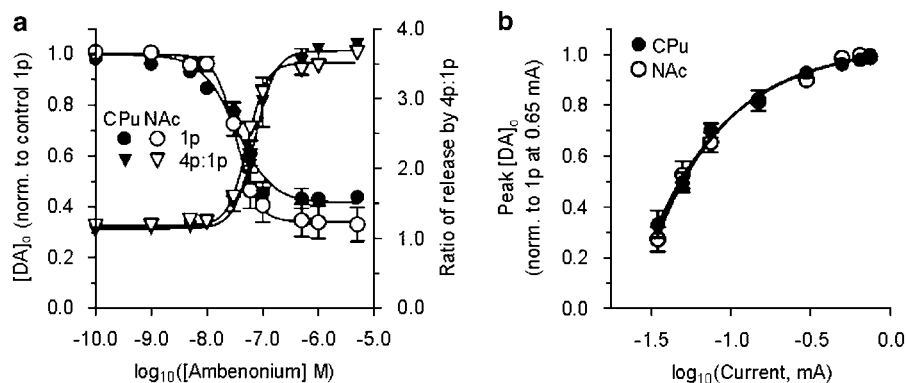 a
[DA]₀ (norm. to control 1p)
1.0
0.8
0.6
0.4
0.2
0.0
CPu NAc
1p
4p:1p
4.0
3.0
2.0
1.0
0.0
Ratio of release by 4p:1p
-10.0 -9.0 -8.0 -7.0 -6.0 -5.0
log₁₀([Ambenonium] M)
b
Peak [DA]₀
(norm. to 1p at 0.65 mA)
1.0
0.8
0.6
0.4
0.2
0.0
CPu
NAc
-1.5 -1.0 -0.5 0.0
log₁₀(Current, mA)